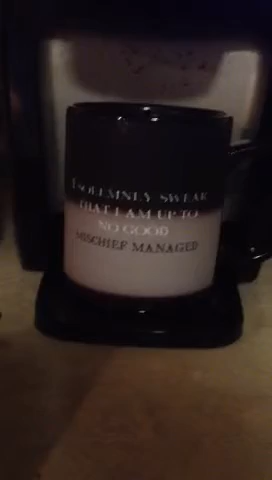 I SOLEMNLY SWEAR
THAT I AM UP TO
NO GOOD
MISCHIEF MANAGED